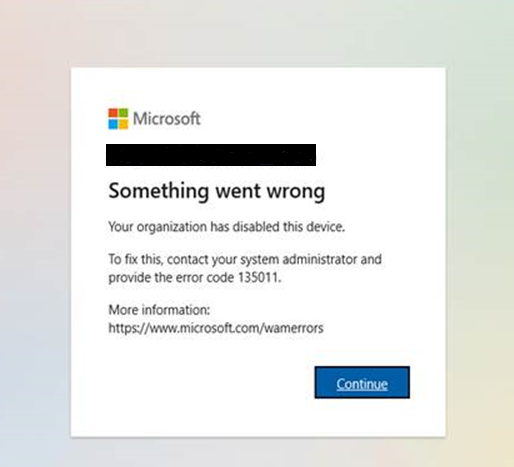 Microsoft
Something went wrong
Your organization has disabled this device.
To fix this, contact your system administrator and
provide the error code 135011.
More information:
https://www.microsoft.com/wamerrors
Continue